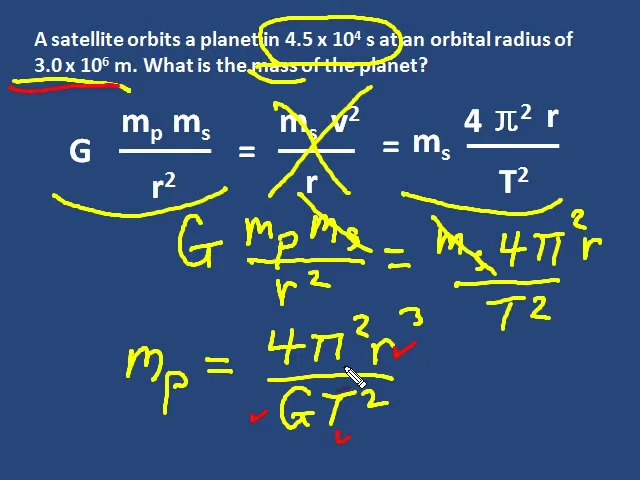 A satellite orbits a planet in 4.5 x 10⁴ s at an orbital radius of
3.0 x 10⁶ m. What is the mass of the planet?
G mₚ mₛ / r² = mₛ v² / r = mₛ 4 π² r / T²
G mₚ mₛ / r² = mₛ 4π² r / T²
mₚ = 4π² r³ / GT²